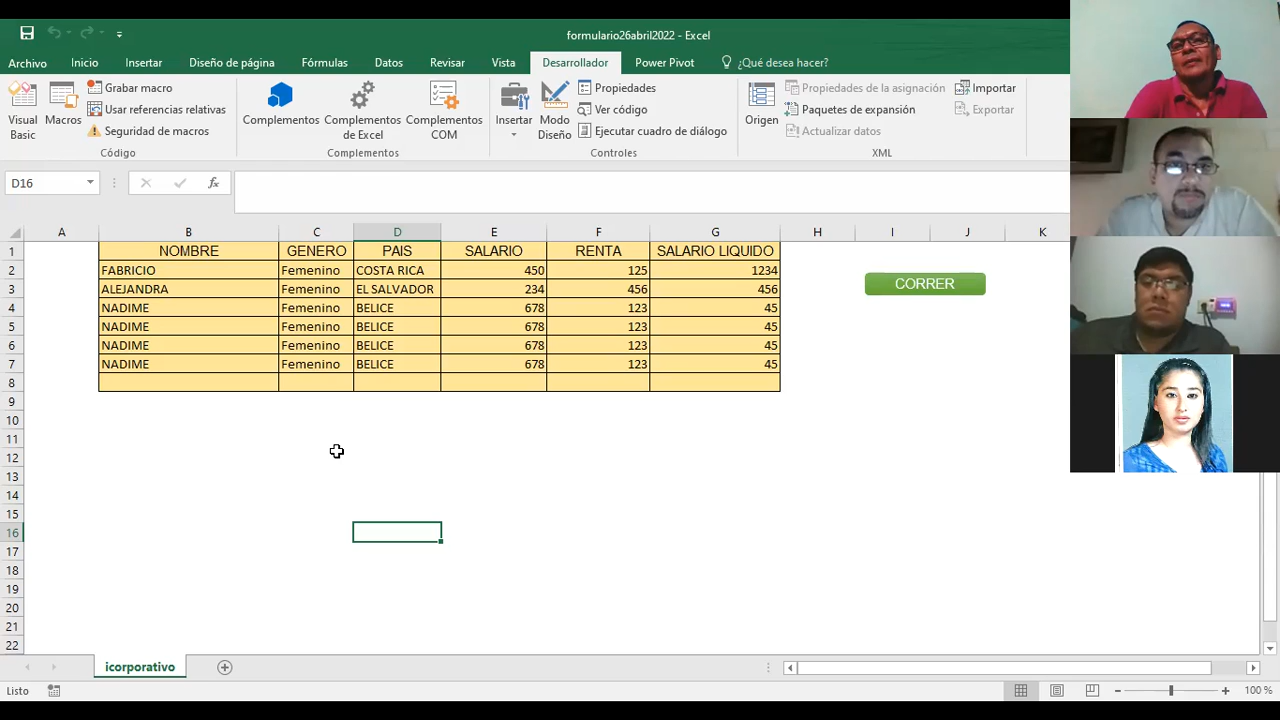 formulario26abril2022 - Excel
Archivo Inicio Insertar Diseño de página Fórmulas Datos Revisar Vista Desarrollador Power Pivot ¿Qué desea hacer?
Visual Basic
Macros
Grabar macro
Usar referencias relativas
Seguridad de macros
Código
Complementos
Complementos de Excel
Complementos COM
Complementos
Insertar
Modo Diseño
Propiedades
Ver código
Ejecutar cuadro de diálogo
Controles
Origen
Propiedades de la asignación
Paquetes de expansión
Actualizar datos
Importar
Exportar
XML
D16 fx
A B C D E F G H I J K
1 NOMBRE GENERO PAIS SALARIO RENTA SALARIO LIQUIDO
2 FABRICIO Femenino COSTA RICA 450 125 1234
CORRER
3 ALEJANDRA Femenino EL SALVADOR 234 456 456
4 NADIME Femenino BELICE 678 123 45
5 NADIME Femenino BELICE 678 123 45
6 NADIME Femenino BELICE 678 123 45
7 NADIME Femenino BELICE 678 123 45
8
9
10
11
12
13
14
15
16
17
18
19
20
21
22
icorporativo
Listo 100 %